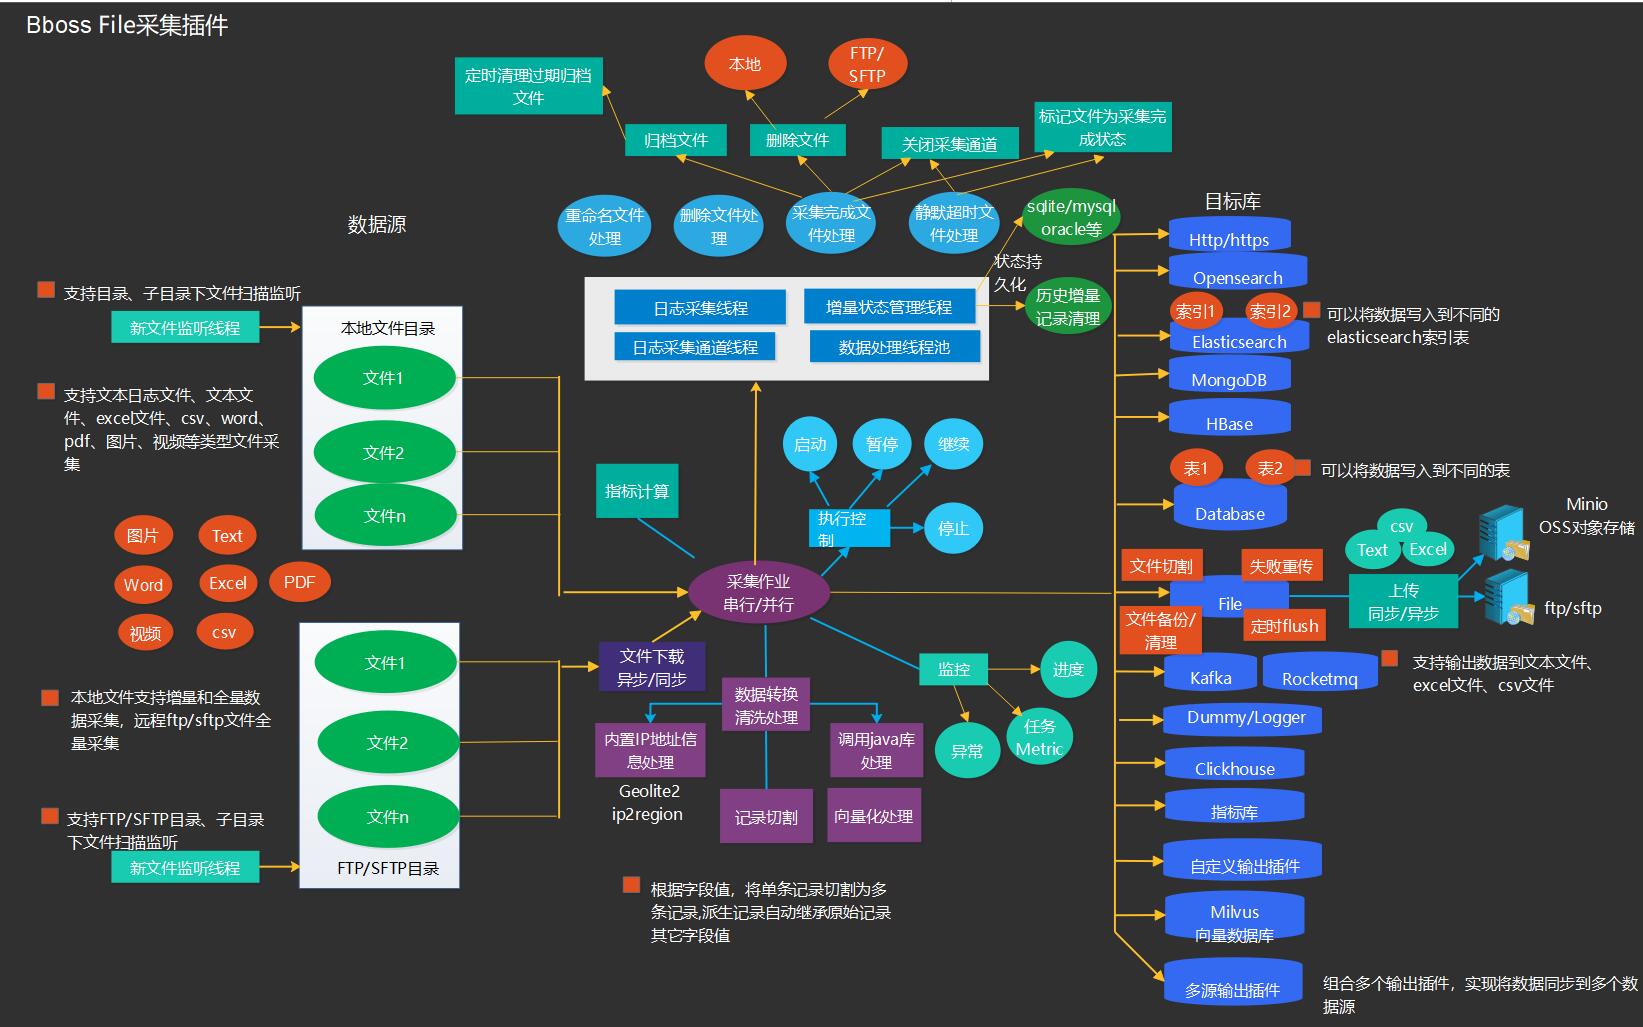 Bboss File采集插件
定时清理过期归档
文件
本地
FTP/
SFTP
归档文件
删除文件
关闭采集通道
标记文件为采集完
成状态
重命名文件
处理
删除文件处
理
采集完成文
件处理
静默超时文
件处理
sqlite/mysql
oracle等
状态持
久化
历史增量
记录清理
日志采集线程
增量状态管理线程
日志采集通道线程
数据处理线程池
数据源
支持目录、子目录下文件扫描监听
新文件监听线程
本地文件目录
文件1
文件2
文件n
支持文本日志文件、文本文
件、excel文件、csv、word、
pdf、图片、视频等类型文件采
集
图片
Text
Word
Excel
PDF
视频
csv
文件1
文件2
文件n
FTP/SFTP目录
本地文件支持增量和全量数
据采集，远程ftp/sftp文件全
量采集
支持FTP/SFTP目录、子目录
下文件扫描监听
新文件监听线程
指标计算
启动
暂停
继续
执行控
制
停止
采集作业
串行/并行
文件下载
异步/同步
数据转换
清洗处理
内置IP地址信
息处理
Geolite2
ip2region
调用java库
处理
记录切割
向量化处理
根据字段值，将单条记录切割为多
条记录,派生记录自动继承原始记录
其它字段值
监控
进度
异常
任务
Metric
目标库
Http/https
Opensearch
索引1
索引2
Elasticsearch
可以将数据写入到不同的
elasticsearch索引表
MongoDB
HBase
表1
表2
可以将数据写入到不同的表
Database
文件切割
失败重传
File
文件备份/
清理
定时flush
csv
Text
Excel
上传
同步/异步
Minio
OSS对象存储
ftp/sftp
Kafka
Rocketmq
支持输出数据到文本文件、
excel文件、csv文件
Dummy/Logger
Clickhouse
指标库
自定义输出插件
Milvus
向量数据库
多源输出插件
组合多个输出插件，实现将数据同步到多个数
据源